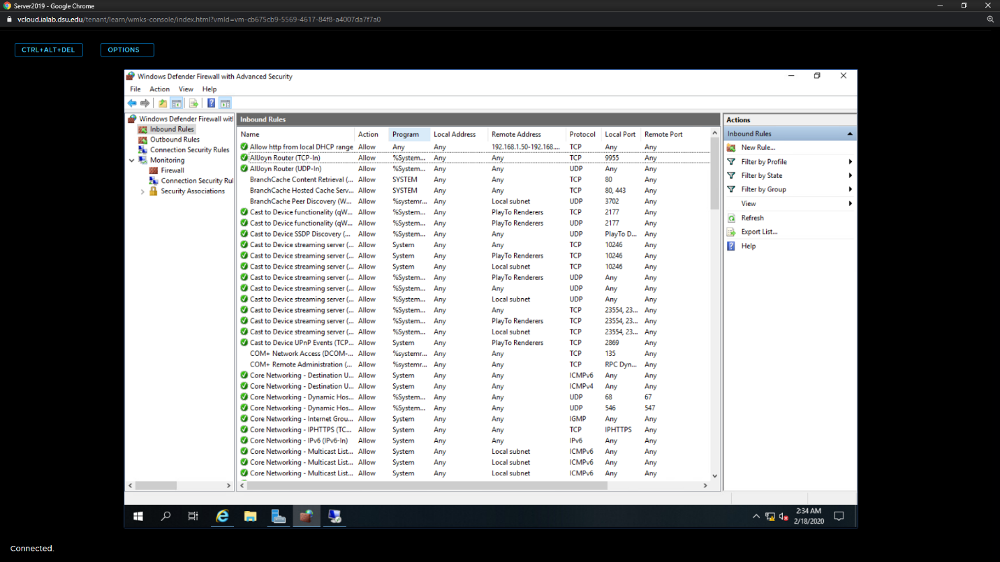 Server2019 - Google Chrome
vcloud.ialab.dsu.edu/tenant/learn/wmks-console/index.html?vmId=vm-cb675cb9-5569-4617-84f8-a4007da7f7a0
CTRL+ALT+DEL OPTIONS
Windows Defender Firewall with Advanced Security
File Action View Help
Windows Defender Firewall witl
Inbound Rules
Outbound Rules
Connection Security Rules
Monitoring
Firewall
Connection Security Rul
Security Associations
Inbound Rules
Name Action Program Local Address Remote Address Protocol Local Port Remote Port
Allow http from local DHCP range Allow Any Any 192.168.1.50-192.168.... TCP Any Any
AllJoyn Router (TCP-In) Allow %System... Any Any TCP 9955 Any
AllJoyn Router (UDP-In) Allow %System... Any Any UDP Any Any
BranchCache Content Retrieval (... Allow SYSTEM Any Any TCP 80 Any
BranchCache Hosted Cache Serv... Allow SYSTEM Any Any TCP 80, 443 Any
BranchCache Peer Discovery (W... Allow %systemr... Any Local subnet UDP 3702 Any
Cast to Device functionality (qW... Allow %System... Any PlayTo Renderers TCP 2177 Any
Cast to Device functionality (qW... Allow %System... Any PlayTo Renderers UDP 2177 Any
Cast to Device SSDP Discovery (... Allow %System... Any Any UDP PlayTo D... Any
Cast to Device streaming server (... Allow System Any Any TCP 10246 Any
Cast to Device streaming server (... Allow System Any PlayTo Renderers TCP 10246 Any
Cast to Device streaming server (... Allow System Any Local subnet TCP 10246 Any
Cast to Device streaming server (... Allow %System... Any PlayTo Renderers UDP Any Any
Cast to Device streaming server (... Allow %System... Any Any UDP Any Any
Cast to Device streaming server (... Allow %System... Any Local subnet UDP Any Any
Cast to Device streaming server (... Allow %System... Any Any TCP 23554, 23... Any
Cast to Device streaming server (... Allow %System... Any PlayTo Renderers TCP 23554, 23... Any
Cast to Device streaming server (... Allow %System... Any Local subnet TCP 23554, 23... Any
Cast to Device UPnP Events (TCP... Allow System Any PlayTo Renderers TCP 2869 Any
COM+ Network Access (DCOM-... Allow %systemr... Any Any TCP 135 Any
COM+ Remote Administration (... Allow %systemr... Any Any TCP RPC Dyn... Any
Core Networking - Destination U... Allow System Any Any ICMPv6 Any Any
Core Networking - Destination U... Allow System Any Any ICMPv4 Any Any
Core Networking - Dynamic Hos... Allow %System... Any Any UDP 68 67
Core Networking - Dynamic Hos... Allow %System... Any Any UDP 546 547
Core Networking - Internet Grou... Allow System Any Any IGMP Any Any
Core Networking - IPHTTPS (TC... Allow System Any Any TCP IPHTTPS Any
Core Networking - IPv6 (IPv6-In) Allow System Any Any IPv6 Any Any
Core Networking - Multicast List... Allow System Any Local subnet ICMPv6 Any Any
Core Networking - Multicast List... Allow System Any Local subnet ICMPv6 Any Any
Core Networking - Multicast List... Allow System Any Local subnet ICMPv6 Any Any
Actions
Inbound Rules
New Rule...
Filter by Profile
Filter by State
Filter by Group
View
Refresh
Export List...
Help
2:34 AM
2/18/2020
Connected.